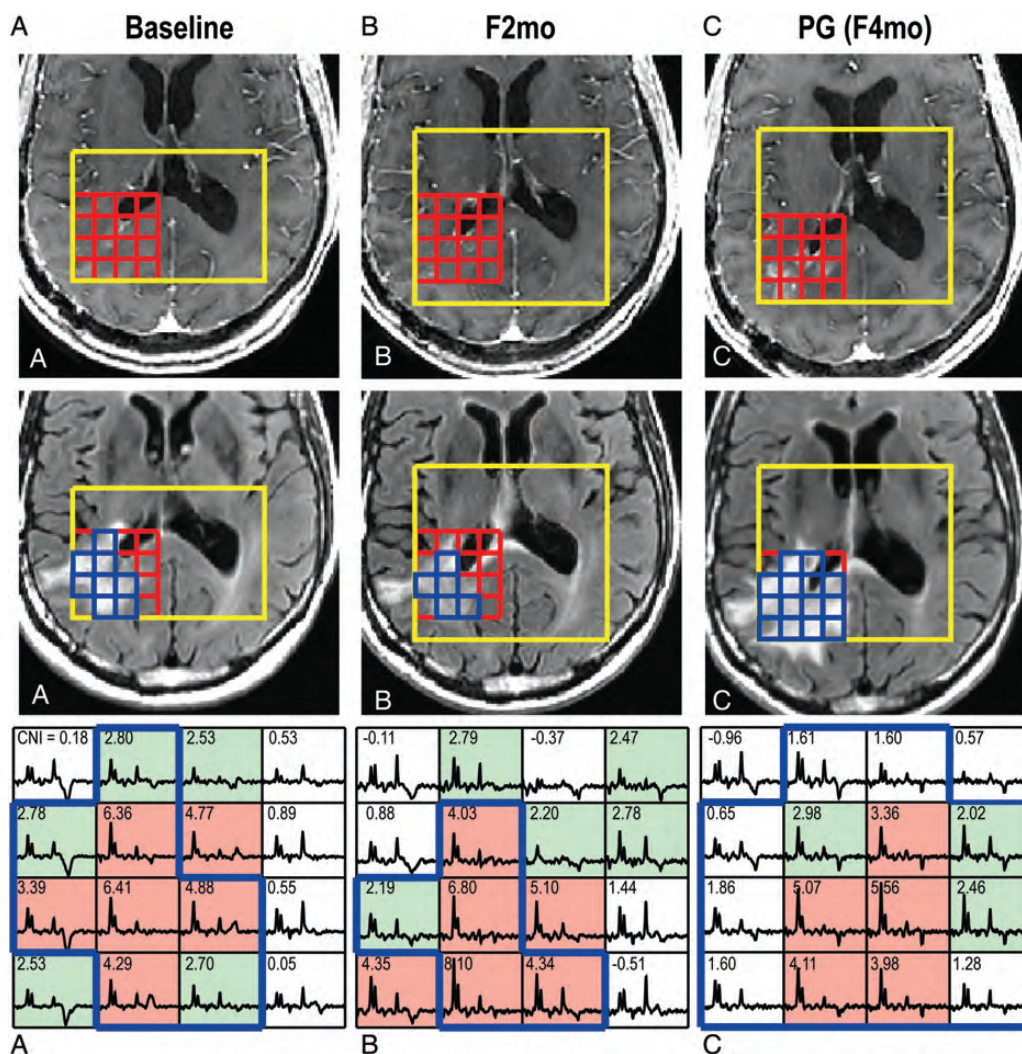 A Baseline B F2mo C PG (F4mo)
A B C
A B C
CNI = 0.18 2.80 2.53 0.53 -0.11 2.79 -0.37 2.47 -0.96 1.61 1.60 0.57
2.78 6.36 4.77 0.89 0.88 4.03 2.20 2.78 0.65 2.98 3.36 2.02
3.39 6.41 4.88 0.55 2.19 6.80 5.10 1.44 1.86 5.07 5.56 2.46
2.53 4.29 2.70 0.05 4.35 8.10 4.34 -0.51 1.60 4.11 3.98 1.28
A B C